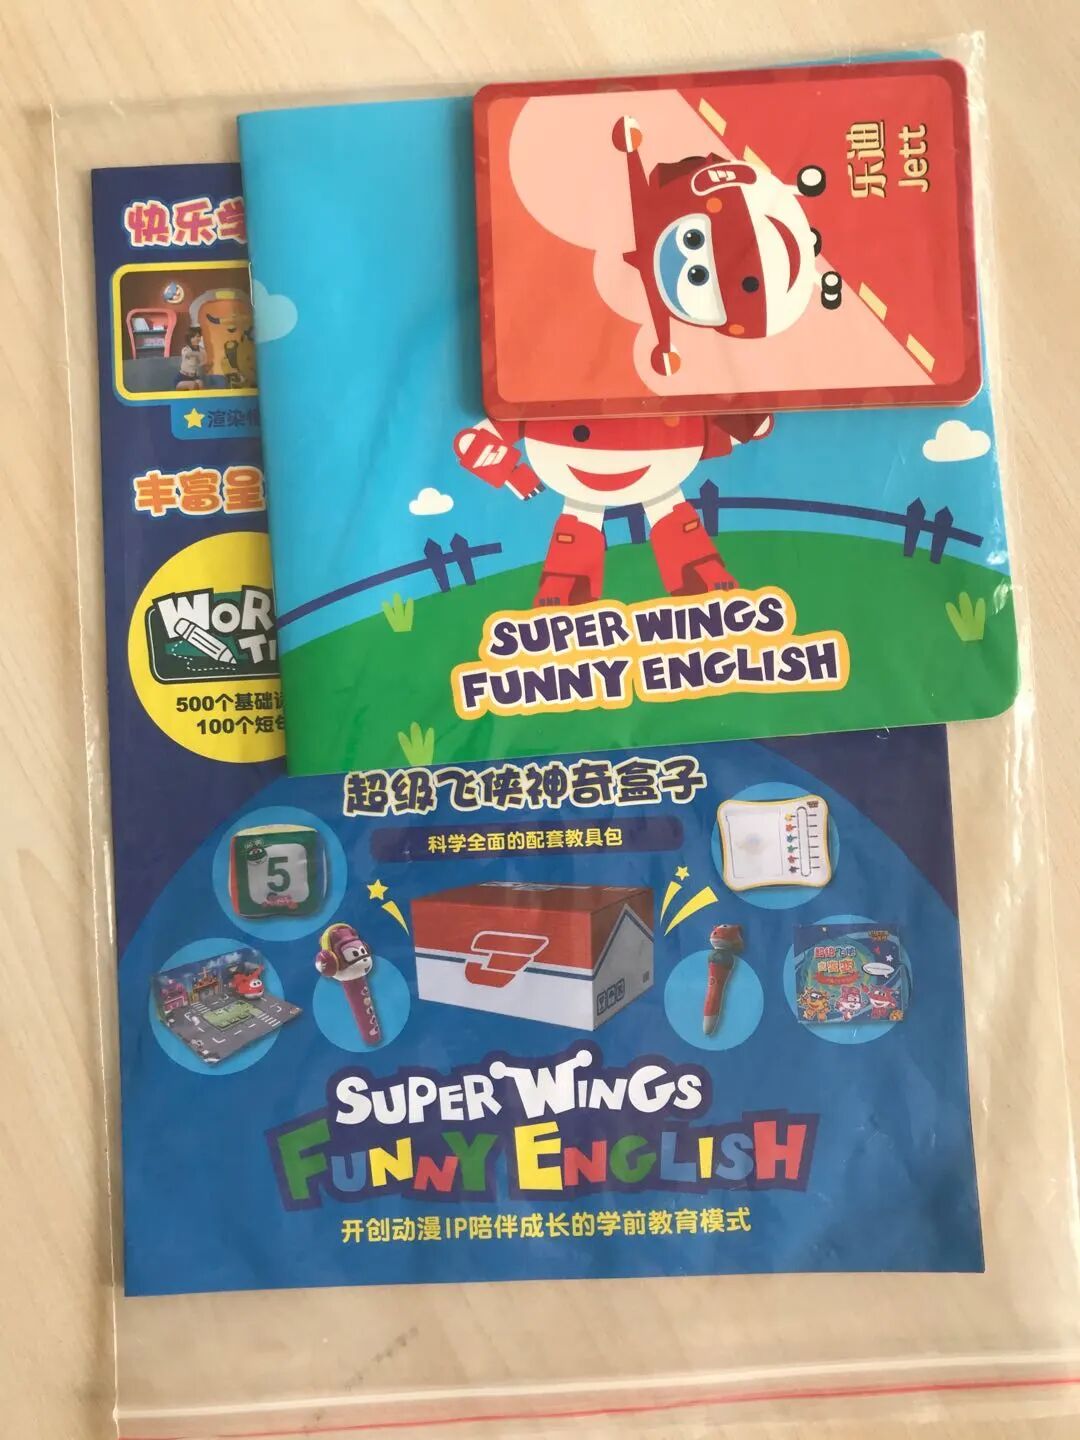 乐迪
Jett
快乐学
渲染
丰富呈
WOR
500个基础
100个短
SUPER WINGS
FUNNY ENGLISH
超级飞侠神奇盒子
科学全面的配套教具包
5
SUPER WINGS
FUNNY ENGLISH
开创动漫IP陪伴成长的学前教育模式